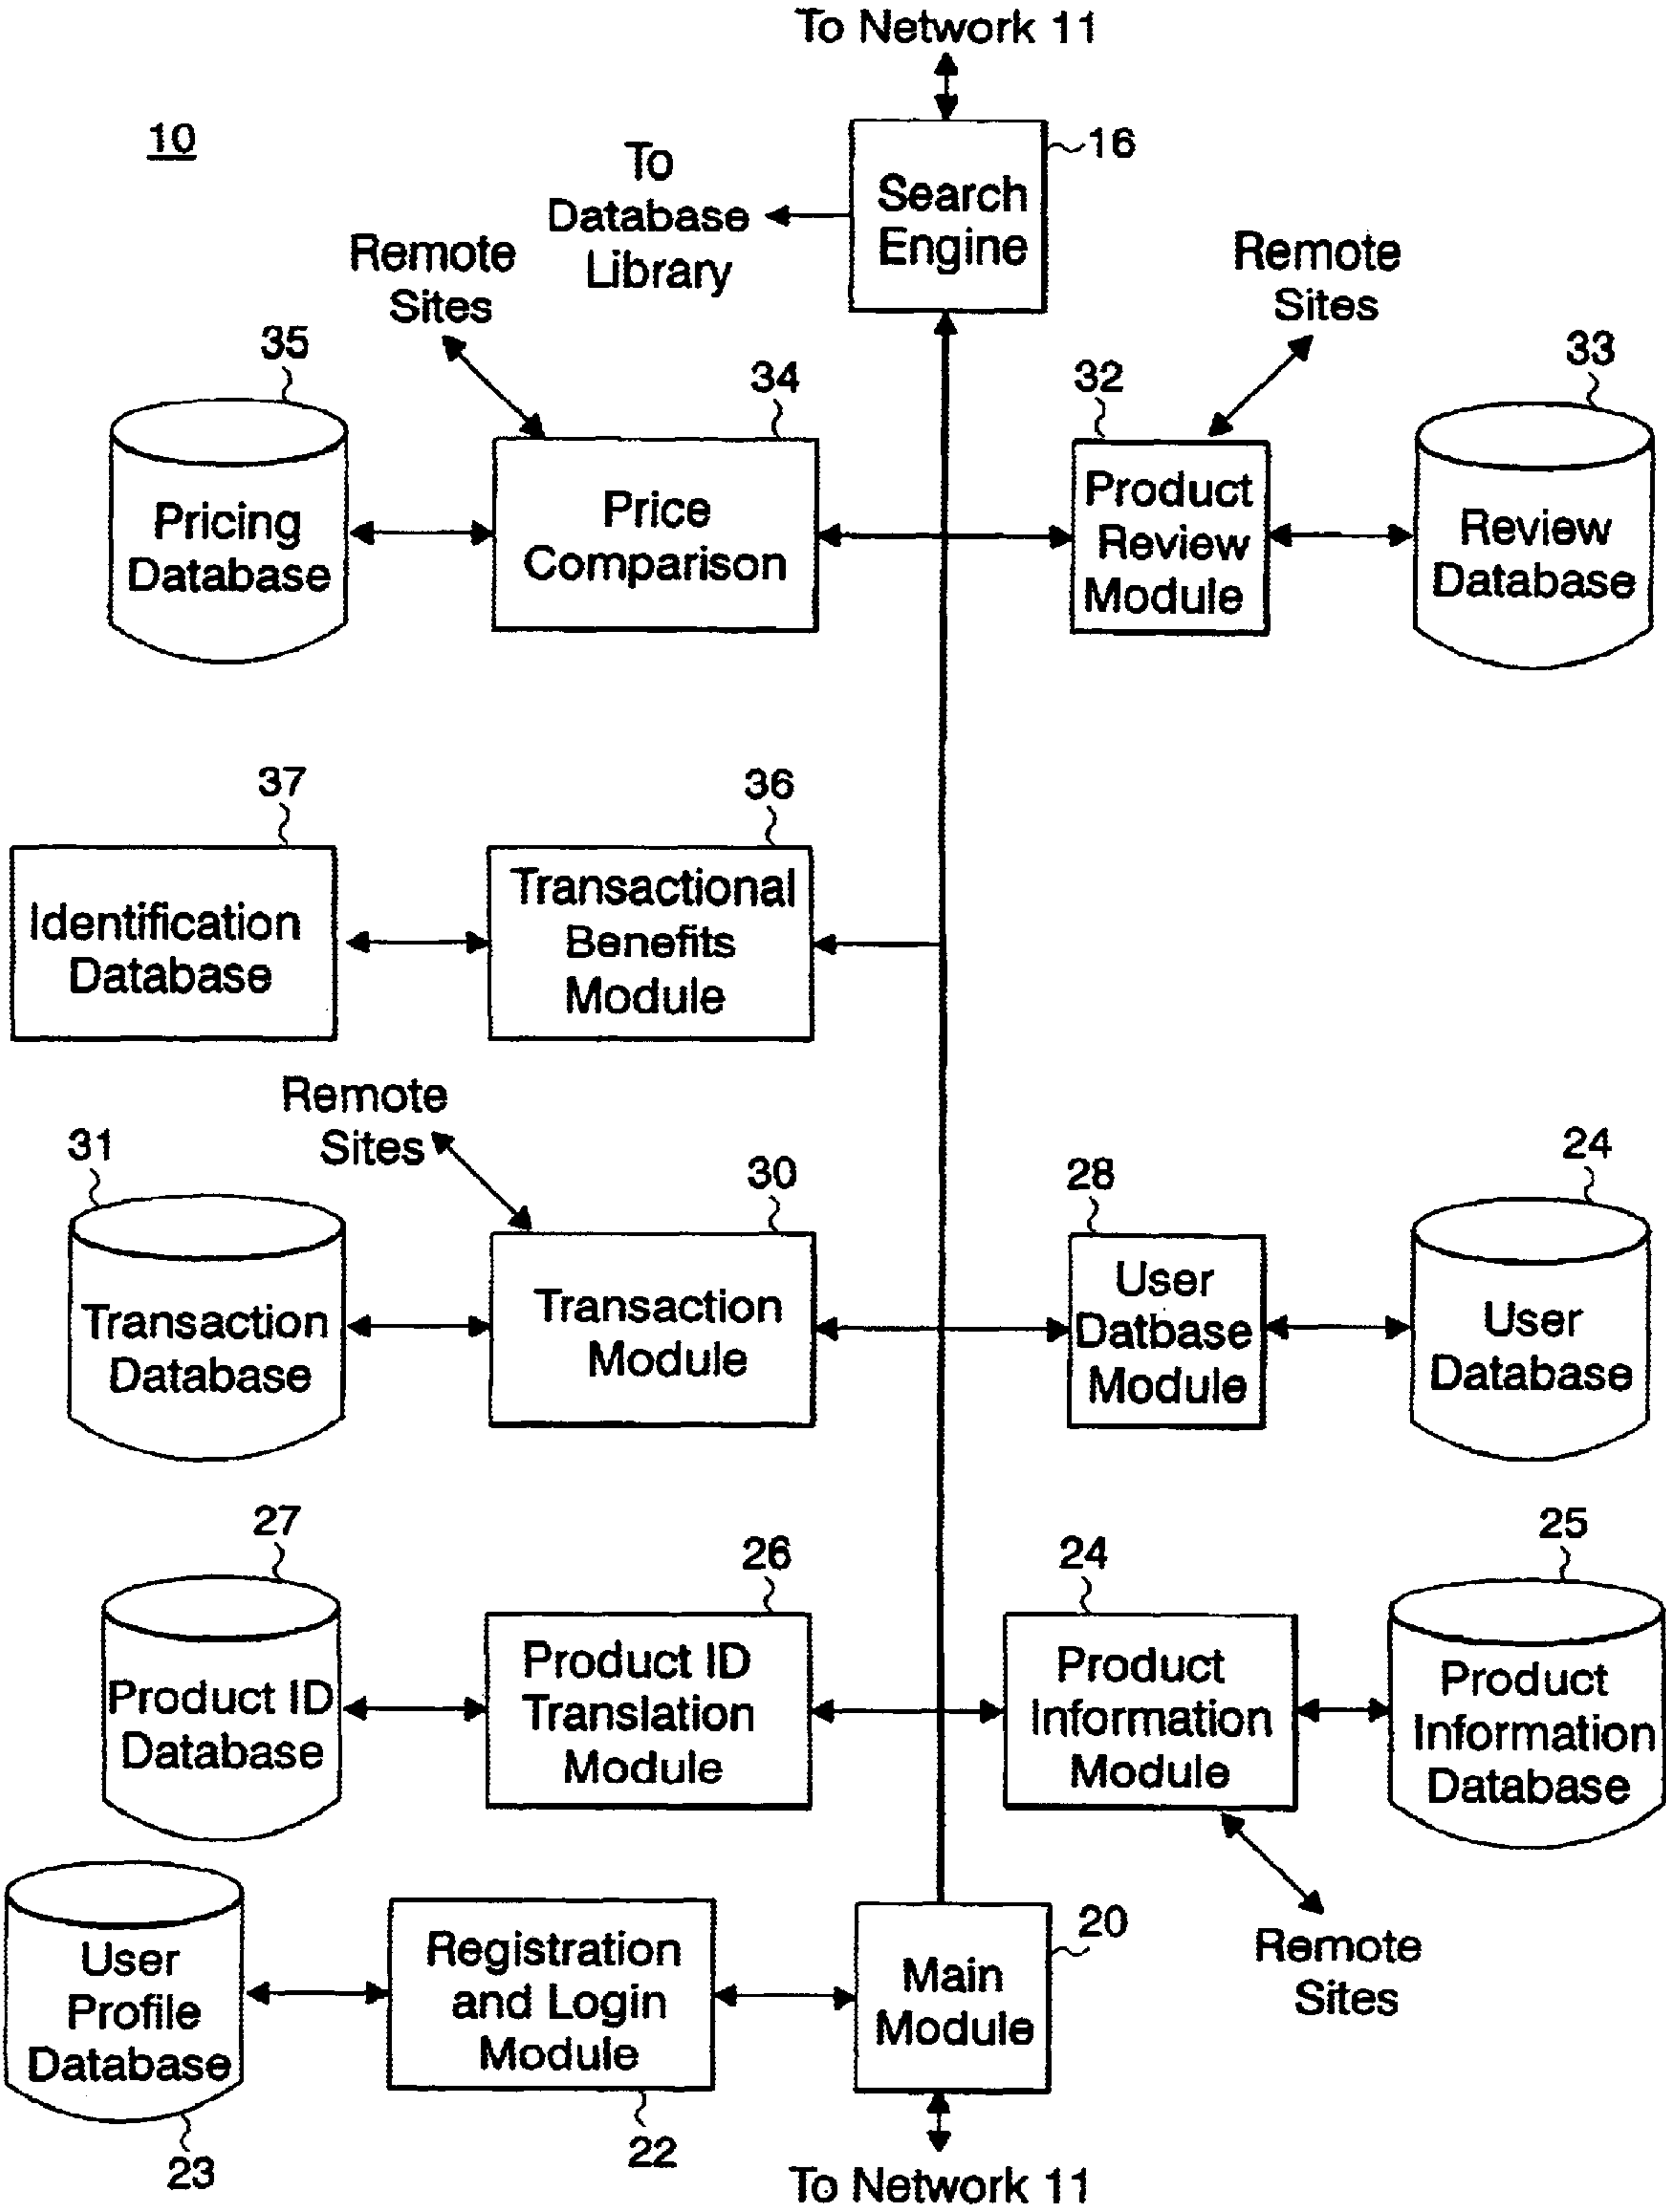 To Network 11
10
16
To
Database
Library
Search
Engine
Remote
Sites
Remote
Sites
35
34
32
33
Pricing
Database
Price
Comparison
Product
Review
Module
Review
Database
37
36
Identification
Database
Transactional
Benefits
Module
Remote
Sites
31
30
28
24
Transaction
Database
Transaction
Module
User
Datbase
Module
User
Database
27
26
24
25
Product ID
Database
Product ID
Translation
Module
Product
Information
Module
Product
Information
Database
User
Profile
Database
Registration
and Login
Module
Main
Module
20
Remote
Sites
23
22
To Network 11